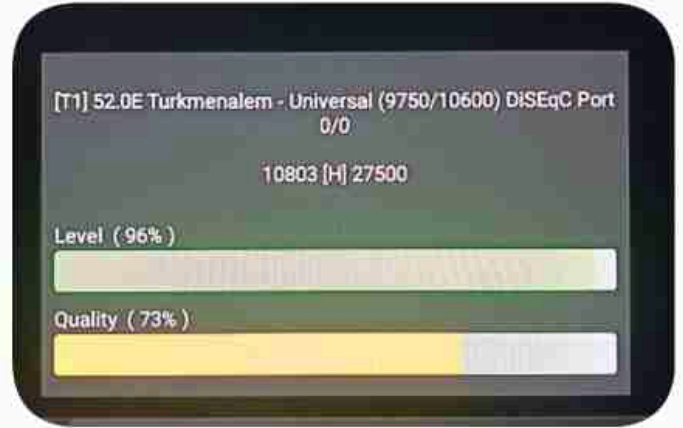 [T1] 52.0E Turkmenalem - Universal (9750/10600) DiSEqC Port
0/0
10803 [H] 27500
Level ( 96% )
Quality ( 73% )